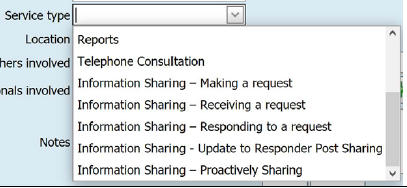 Service type
Location
Reports
hers involved
Telephone Consultation
Information Sharing – Making a request
onals involved
Information Sharing – Receiving a request
Information Sharing – Responding to a request
Notes
Information Sharing - Update to Responder Post Sharing
Information Sharing – Proactively Sharing